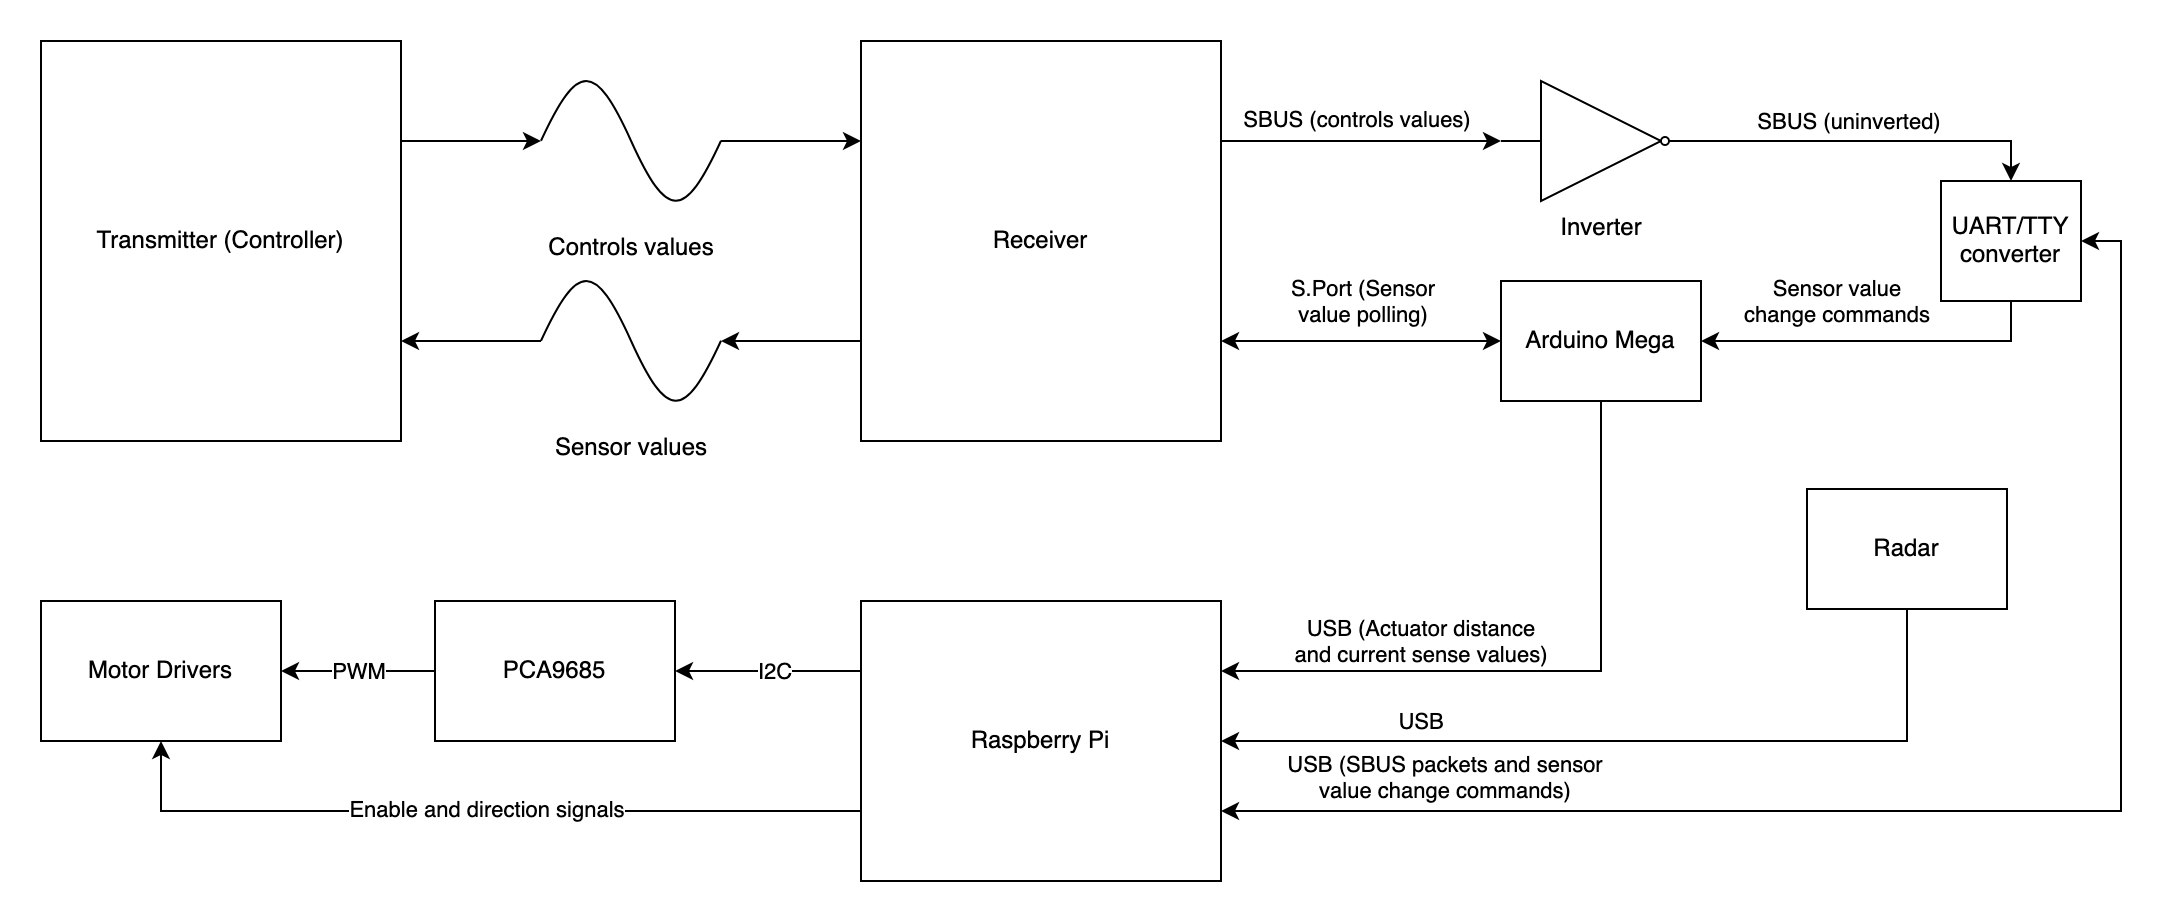 SBUS (controls values)
SBUS (uninverted)
Transmitter (Controller)
Controls values
Receiver
Inverter
UART/TTY
converter
S.Port (Sensor
value polling)
Arduino Mega
Sensor value
change commands
Sensor values
Radar
Motor Drivers
PWM
PCA9685
I2C
Raspberry Pi
USB (Actuator distance
and current sense values)
USB
USB (SBUS packets and sensor
value change commands)
Enable and direction signals